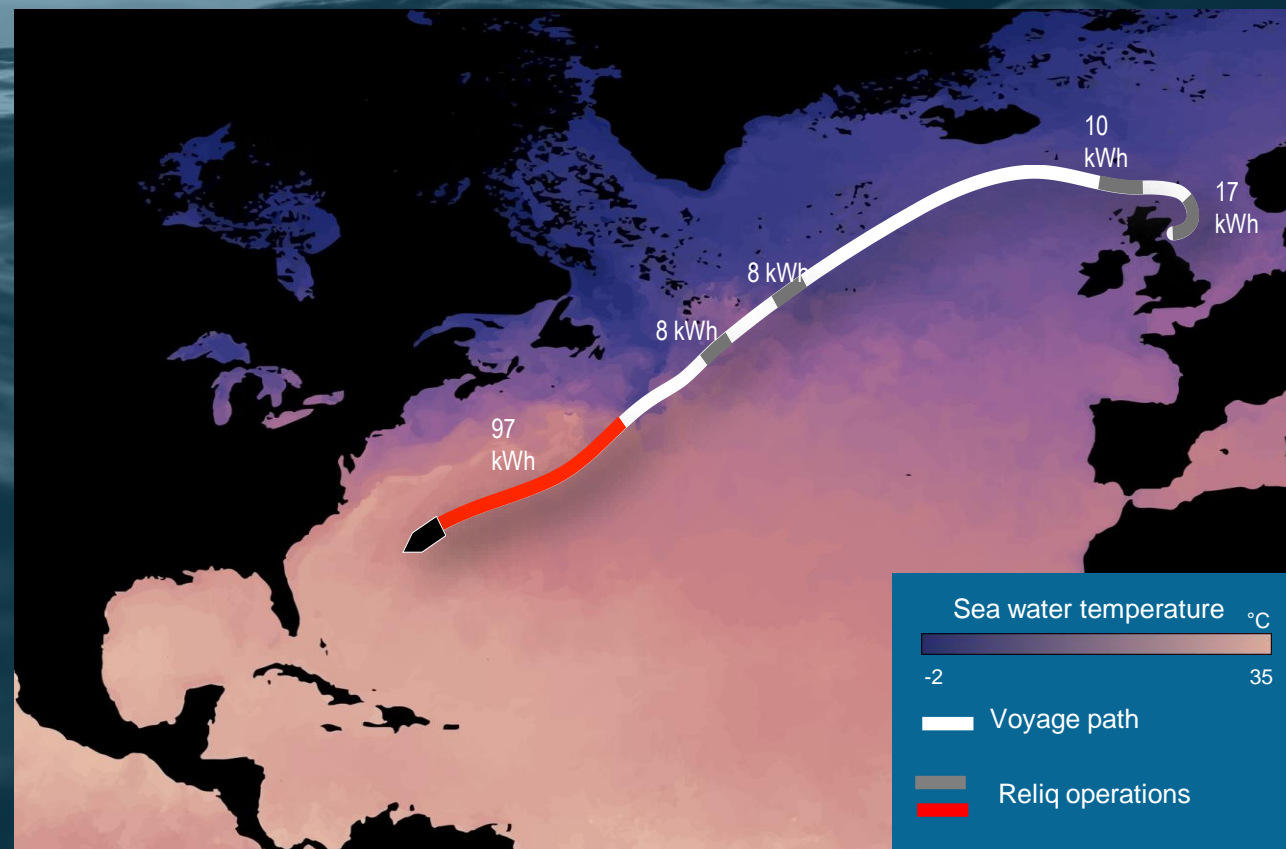 10
kWh
17
kWh
8 kWh
8 kWh
97
kWh
Sea water temperature °C
-2 35
Voyage path
Reliq operations